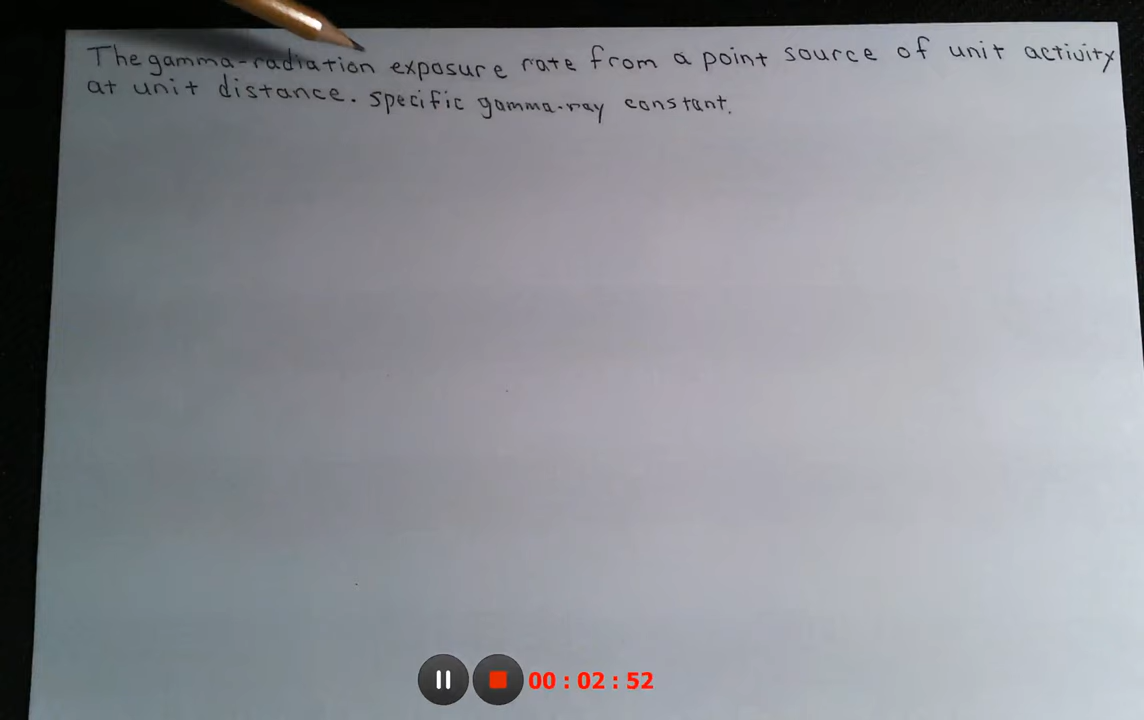 The gamma-radiation exposure rate from a point source of unit activity
at unit distance. specific gamma-ray constant.
00 : 02 : 52